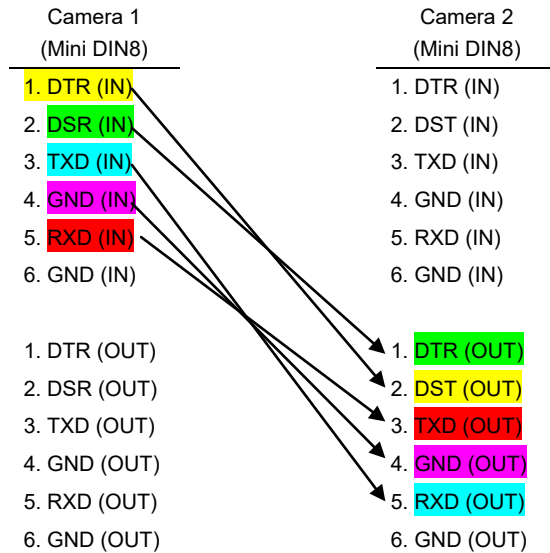 Camera 1
(Mini DIN8)
1. DTR (IN)
2. DSR (IN)
3. TXD (IN)
4. GND (IN)
5. RXD (IN)
6. GND (IN)
1. DTR (OUT)
2. DSR (OUT)
3. TXD (OUT)
4. GND (OUT)
5. RXD (OUT)
6. GND (OUT)
Camera 2
(Mini DIN8)
1. DTR (IN)
2. DST (IN)
3. TXD (IN)
4. GND (IN)
5. RXD (IN)
6. GND (IN)
1. DTR (OUT)
2. DST (OUT)
3. TXD (OUT)
4. GND (OUT)
5. RXD (OUT)
6. GND (OUT)